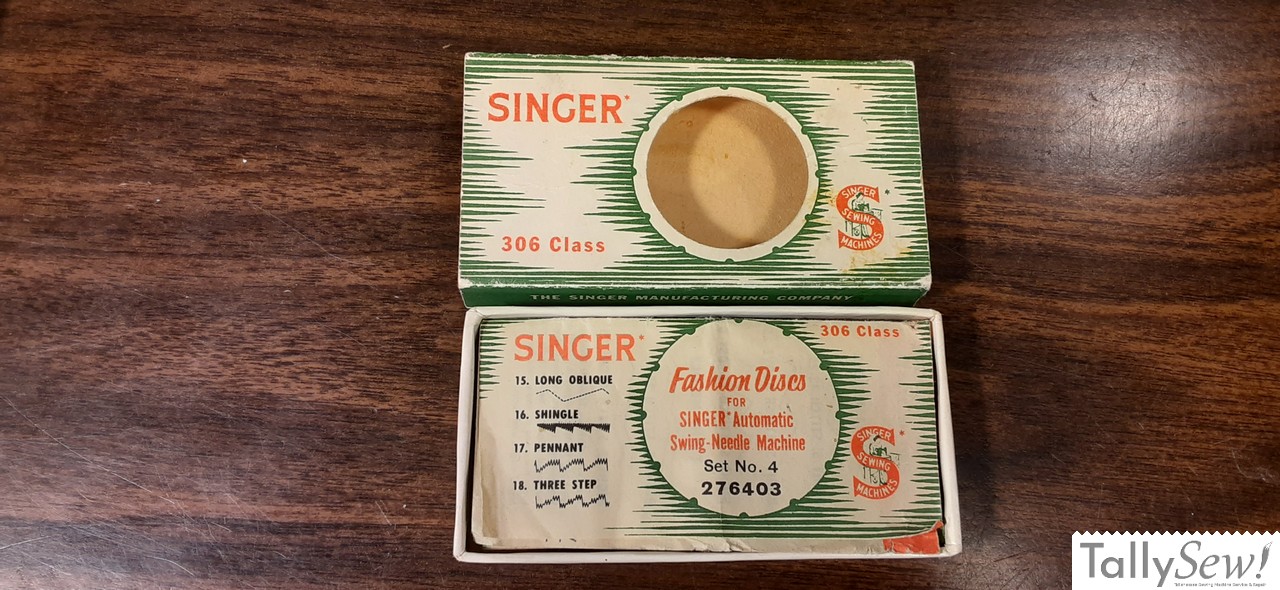 SINGER*
306 Class
SINGER
SEWING
MACHINES
*
THE SINGER MANUFACTURING COMPANY
SINGER*
15. LONG OBLIQUE
16. SHINGLE
17. PENNANT
18. THREE STEP
306 Class
Fashion Discs
FOR
SINGER* Automatic
Swing-Needle Machine
Set No. 4
276403
SINGER
SEWING
MACHINES
*
TallySew!